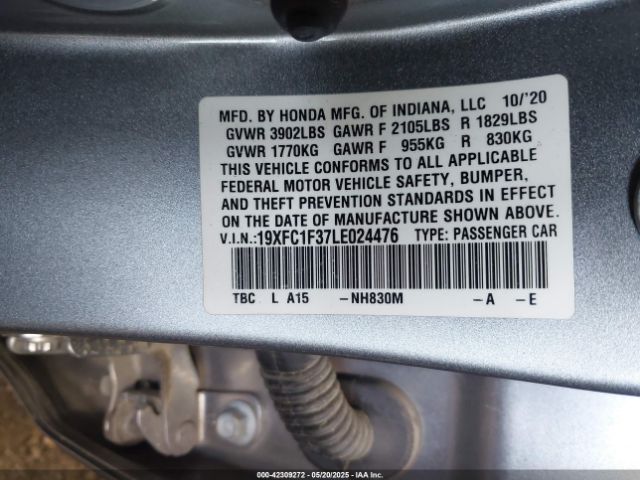 MFD. BY HONDA MFG. OF INDIANA, LLC 10/'20
GVWR 3902LBS GAWR F 2105LBS R 1829LBS
GVWR 1770KG GAWR F 955KG R 830KG
THIS VEHICLE CONFORMS TO ALL APPLICABLE
FEDERAL MOTOR VEHICLE SAFETY, BUMPER,
AND THEFT PREVENTION STANDARDS IN EFFECT
ON THE DATE OF MANUFACTURE SHOWN ABOVE.
V.I.N.:19XFC1F37LE024476 TYPE: PASSENGER CAR
TBC L A15 -NH830M -A -E
000-42309272 - 05/20/2025 - IAA Inc.